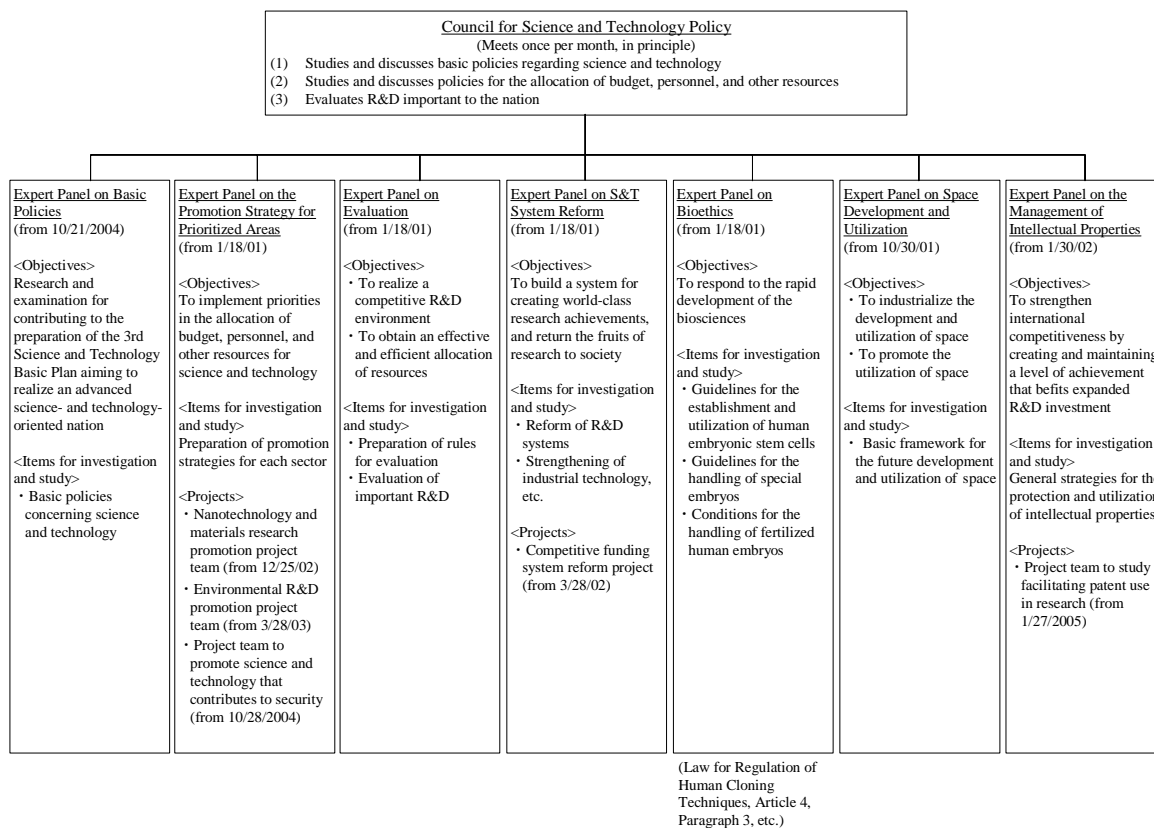 Council for Science and Technology Policy
(Meets once per month, in principle)
(1) Studies and discusses basic policies regarding science and technology
(2) Studies and discusses policies for the allocation of budget, personnel, and other resources
(3) Evaluates R&D important to the nation
Expert Panel on Basic
Policies
(from 10/21/2004)
<Objectives>
Research and
examination for
contributing to the
preparation of the 3rd
Science and Technology
Basic Plan aiming to
realize an advanced
science- and technology-
oriented nation
<Items for investigation
and study>
・Basic policies
concerning science
and technology
Expert Panel on the
Promotion Strategy for
Prioritized Areas
(from 1/18/01)
<Objectives>
To implement priorities
in the allocation of
budget, personnel, and
other resources for
science and technology
<Items for investigation
and study>
Preparation of promotion
strategies for each sector
<Projects>
・Nanotechnology and
materials research
promotion project
team (from 12/25/02)
・Environmental R&D
promotion project
team (from 3/28/03)
・Project team to
promote science and
technology that
contributes to security
(from 10/28/2004)
Expert Panel on
Evaluation
(from 1/18/01)
<Objectives>
・To realize a
competitive R&D
environment
・To obtain an effective
and efficient allocation
of resources
<Items for investigation
and study>
・Preparation of rules
for evaluation
・Evaluation of
important R&D
Expert Panel on S&T
System Reform
(from 1/18/01)
<Objectives>
To build a system for
creating world-class
research achievements,
and return the fruits of
research to society
<Items for investigation
and study>
・Reform of R&D
systems
・Strengthening of
industrial technology,
etc.
<Projects>
・Competitive funding
system reform project
(from 3/28/02)
Expert Panel on
Bioethics
(from 1/18/01)
<Objectives>
To respond to the rapid
development of the
biosciences
<Items for investigation
and study>
・Guidelines for the
establishment and
utilization of human
embryonic stem cells
・Guidelines for the
handling of special
embryos
・Conditions for the
handling of fertilized
human embryos
(Law for Regulation of
Human Cloning
Techniques, Article 4,
Paragraph 3, etc.)
Expert Panel on Space
Development and
Utilization
(from 10/30/01)
<Objectives>
・To industrialize the
development and
utilization of space
・To promote the
utilization of space
<Items for investigation
and study>
・Basic framework for
the future development
and utilization of space
Expert Panel on the
Management of
Intellectual Properties
(from 1/30/02)
<Objectives>
To strengthen
international
competitiveness by
creating and maintaining
a level of achievement
that befits expanded
R&D investment
<Items for investigation
and study>
General strategies for the
protection and utilization
of intellectual properties
<Projects>
・Project team to study
facilitating patent use
in research (from
1/27/2005)